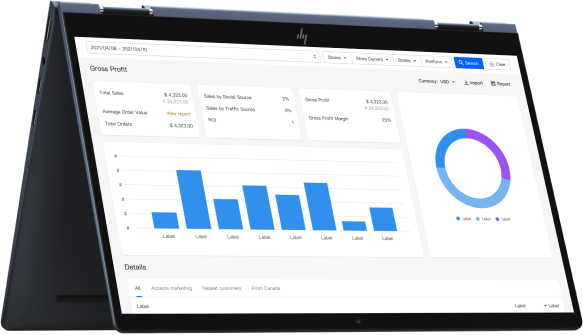 hp
2021/04/06 ~ 2021/04/10
Stores
Store Owners
Scales
Platform
Search
Clear
Gross Profit
Currency: USD
Import
Report
Total Sales
$ 4,323.00
¥ 24,323.00
Average Order Value
View report
Total Orders
$ 4,323.00
Sales by Social Source
2%
Sales by Traffic Source
3%
ROI
1
Gross Profit
$ 4,323.00
¥ 24,323.00
Gross Profit Margin
25%
Label Label Label Label Label Label Label Label
Label Label Label
Details
All Accepts marketing Repeat customers From Canada
Label Label Label